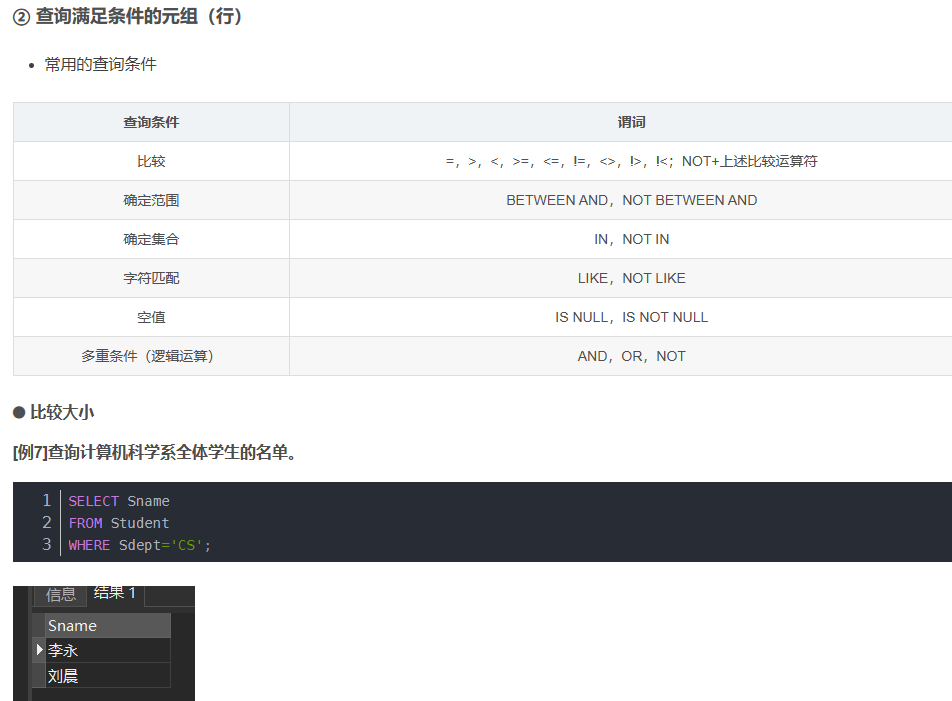 ② 查询满足条件的元组（行）
• 常用的查询条件
查询条件 谓词
比较 =，>，<，>=，<=，!=，<>，!>，!<；NOT+上述比较运算符
确定范围 BETWEEN AND，NOT BETWEEN AND
确定集合 IN，NOT IN
字符匹配 LIKE，NOT LIKE
空值 IS NULL，IS NOT NULL
多重条件（逻辑运算） AND，OR，NOT
● 比较大小
[例7]查询计算机科学系全体学生的名单。
1 SELECT Sname
2 FROM Student
3 WHERE Sdept='CS';
信息 结果 1
Sname
李永
刘晨